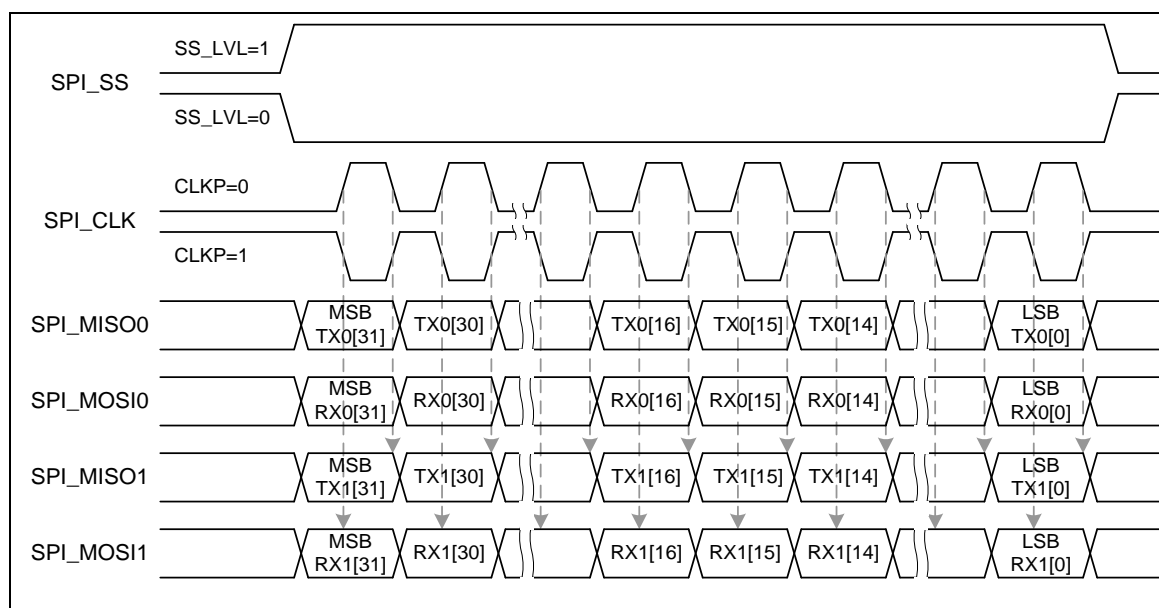 SS_LVL=1
SPI_SS
SS_LVL=0
CLKP=0
SPI_CLK
CLKP=1
SPI_MISO0
MSB
TX0[31]
TX0[30]
TX0[16]
TX0[15]
TX0[14]
LSB
TX0[0]
SPI_MOSI0
MSB
RX0[31]
RX0[30]
RX0[16]
RX0[15]
RX0[14]
LSB
RX0[0]
SPI_MISO1
MSB
TX1[31]
TX1[30]
TX1[16]
TX1[15]
TX1[14]
LSB
TX1[0]
SPI_MOSI1
MSB
RX1[31]
RX1[30]
RX1[16]
RX1[15]
RX1[14]
LSB
RX1[0]